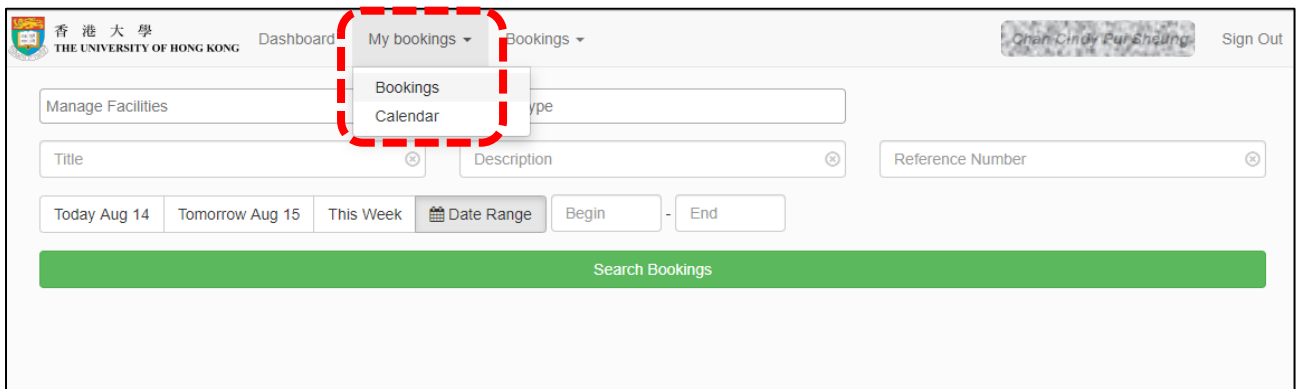 香 港 大 學
THE UNIVERSITY OF HONG KONG
Dashboard
My bookings
Bookings
Sign Out
Bookings
Calendar
Manage Facilities
ype
Title
Description
Reference Number
Today Aug 14
Tomorrow Aug 15
This Week
Date Range
Begin
-
End
Search Bookings